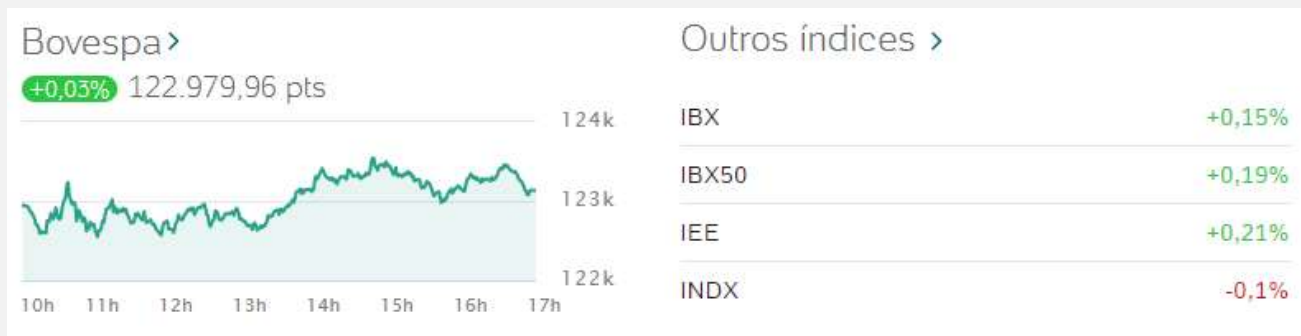 Bovespa >
+0,03% 122.979,96 pts
124k
123k
122k
10h 11h 12h 13h 14h 15h 16h 17h
Outros índices >
IBX +0,15%
IBX50 +0,19%
IEE +0,21%
INDX -0,1%